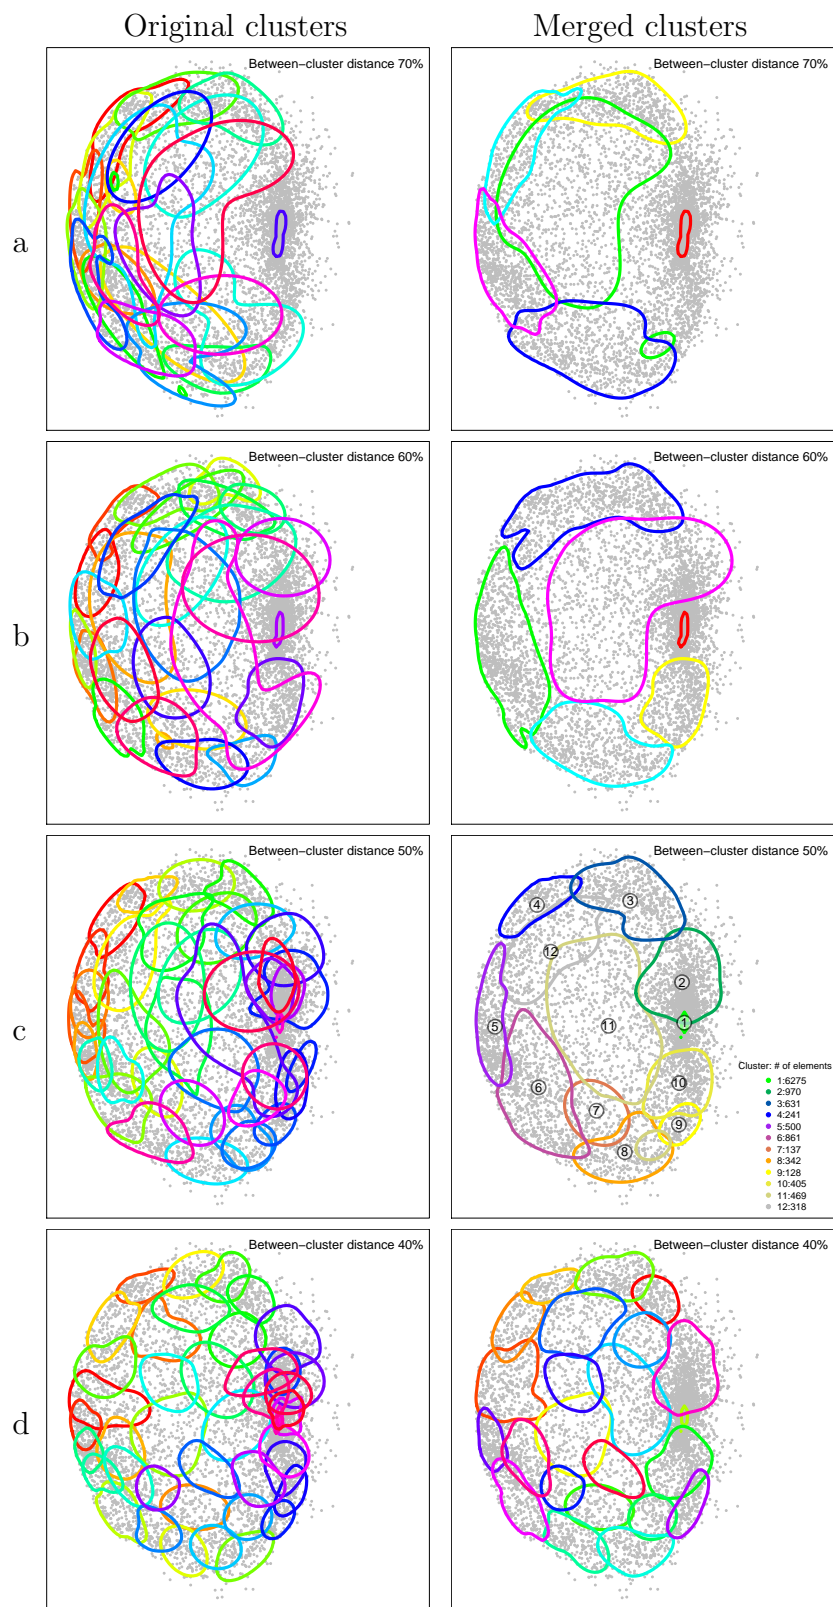 Original clusters
Merged clusters
a
Between−cluster distance 70%
Between−cluster distance 70%
b
Between−cluster distance 60%
Between−cluster distance 60%
c
Between−cluster distance 50%
Between−cluster distance 50%
3
4
12
2
1
5
11
10
6
7
9
8
Cluster: # of elements
1:6275
2:970
3:631
4:241
5:500
6:861
7:137
8:342
9:128
10:405
11:469
12:318
d
Between−cluster distance 40%
Between−cluster distance 40%